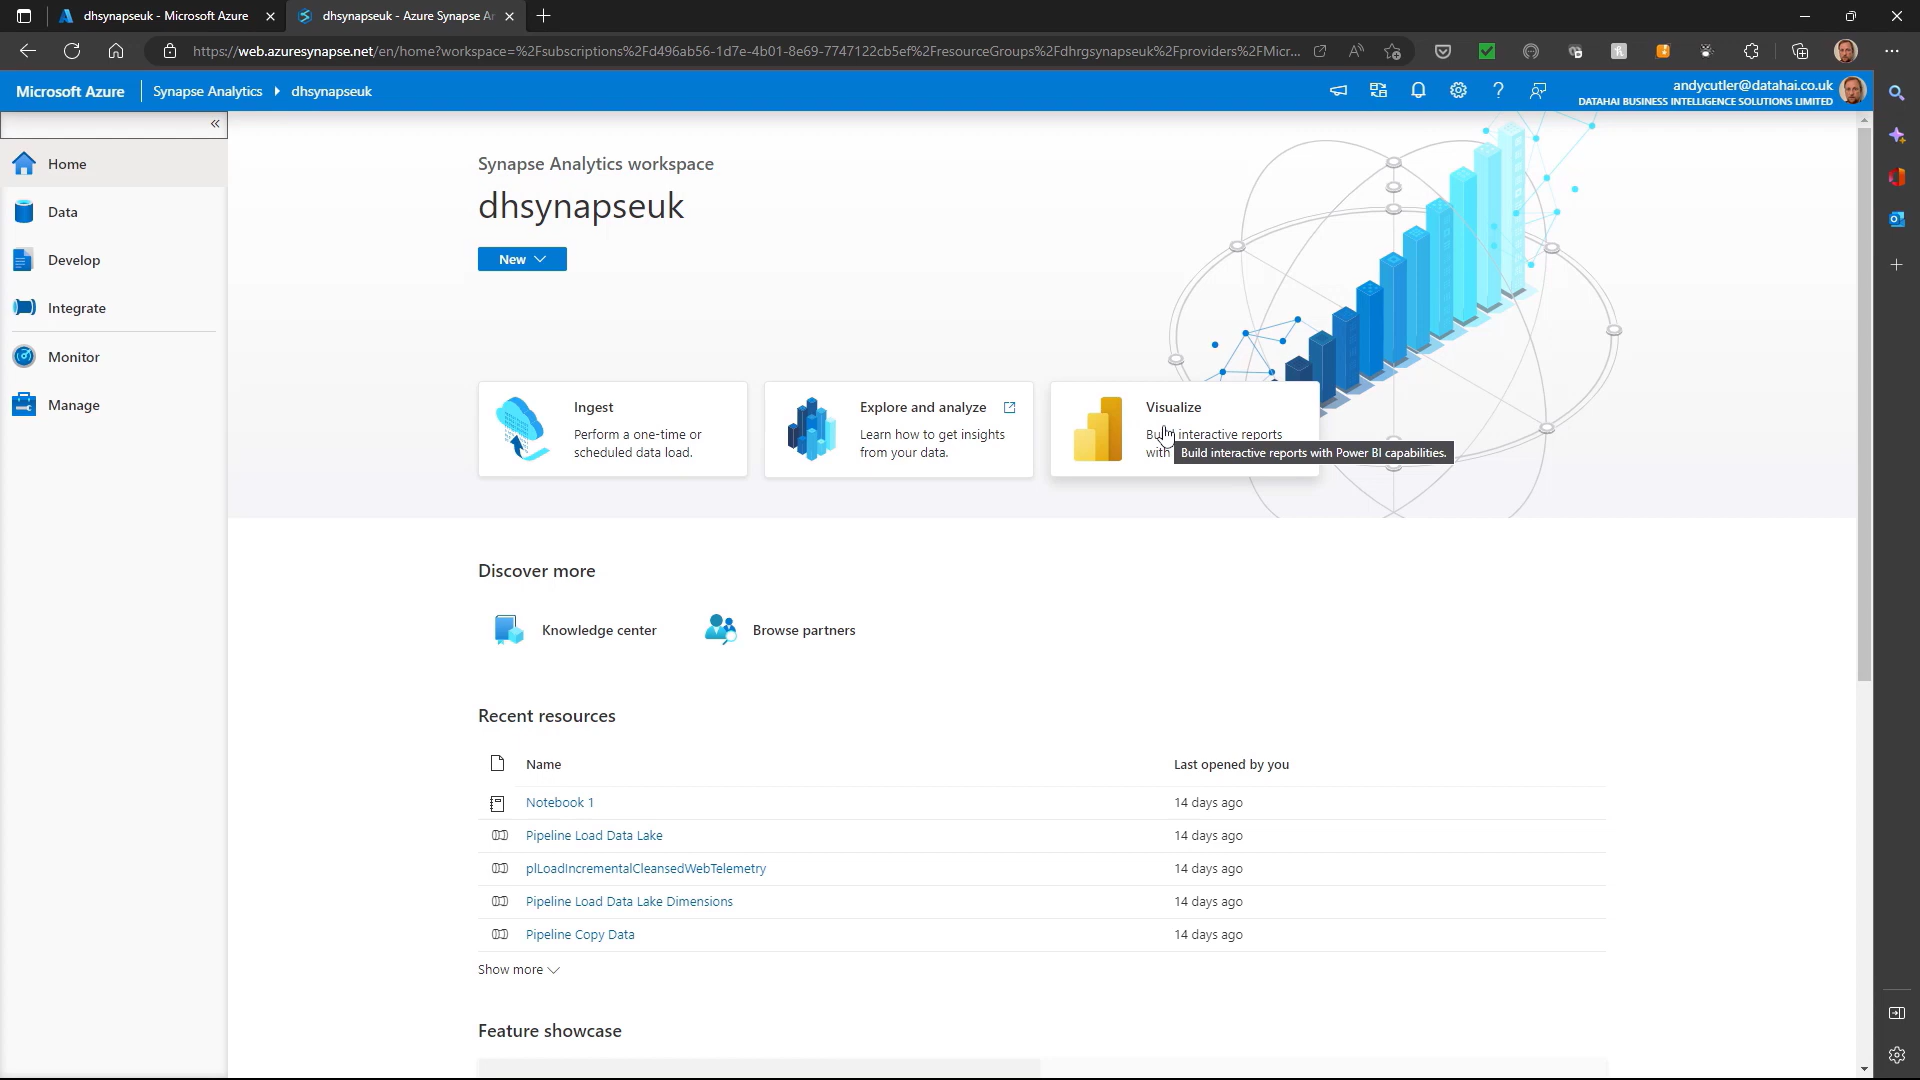 dhsynapseuk - Microsoft Azure
dhsynapseuk - Azure Synapse Ar
https://web.azuresynapse.net/en/home?workspace=%2Fsubscriptions%2Fd496ab56-1d7e-4b01-8e69-7747122cb5ef%2FresourceGroups%2Fdhrgsynapseuk%2Fproviders%2FMicr...
Microsoft Azure
Synapse Analytics
dhsynapseuk
andycutler@datahai.co.uk
DATAHAI BUSINESS INTELLIGENCE SOLUTIONS LIMITED
Home
Data
Develop
Integrate
Monitor
Manage
Synapse Analytics workspace
dhsynapseuk
New
Ingest
Perform a one-time or
scheduled data load.
Explore and analyze
Learn how to get insights
from your data.
Visualize
interactive reports
with
Build interactive reports with Power BI capabilities.
Discover more
Knowledge center
Browse partners
Recent resources
Name
Last opened by you
Notebook 1
14 days ago
Pipeline Load Data Lake
14 days ago
plLoadIncrementalCleansedWebTelemetry
14 days ago
Pipeline Load Data Lake Dimensions
14 days ago
Pipeline Copy Data
14 days ago
Show more
Feature showcase